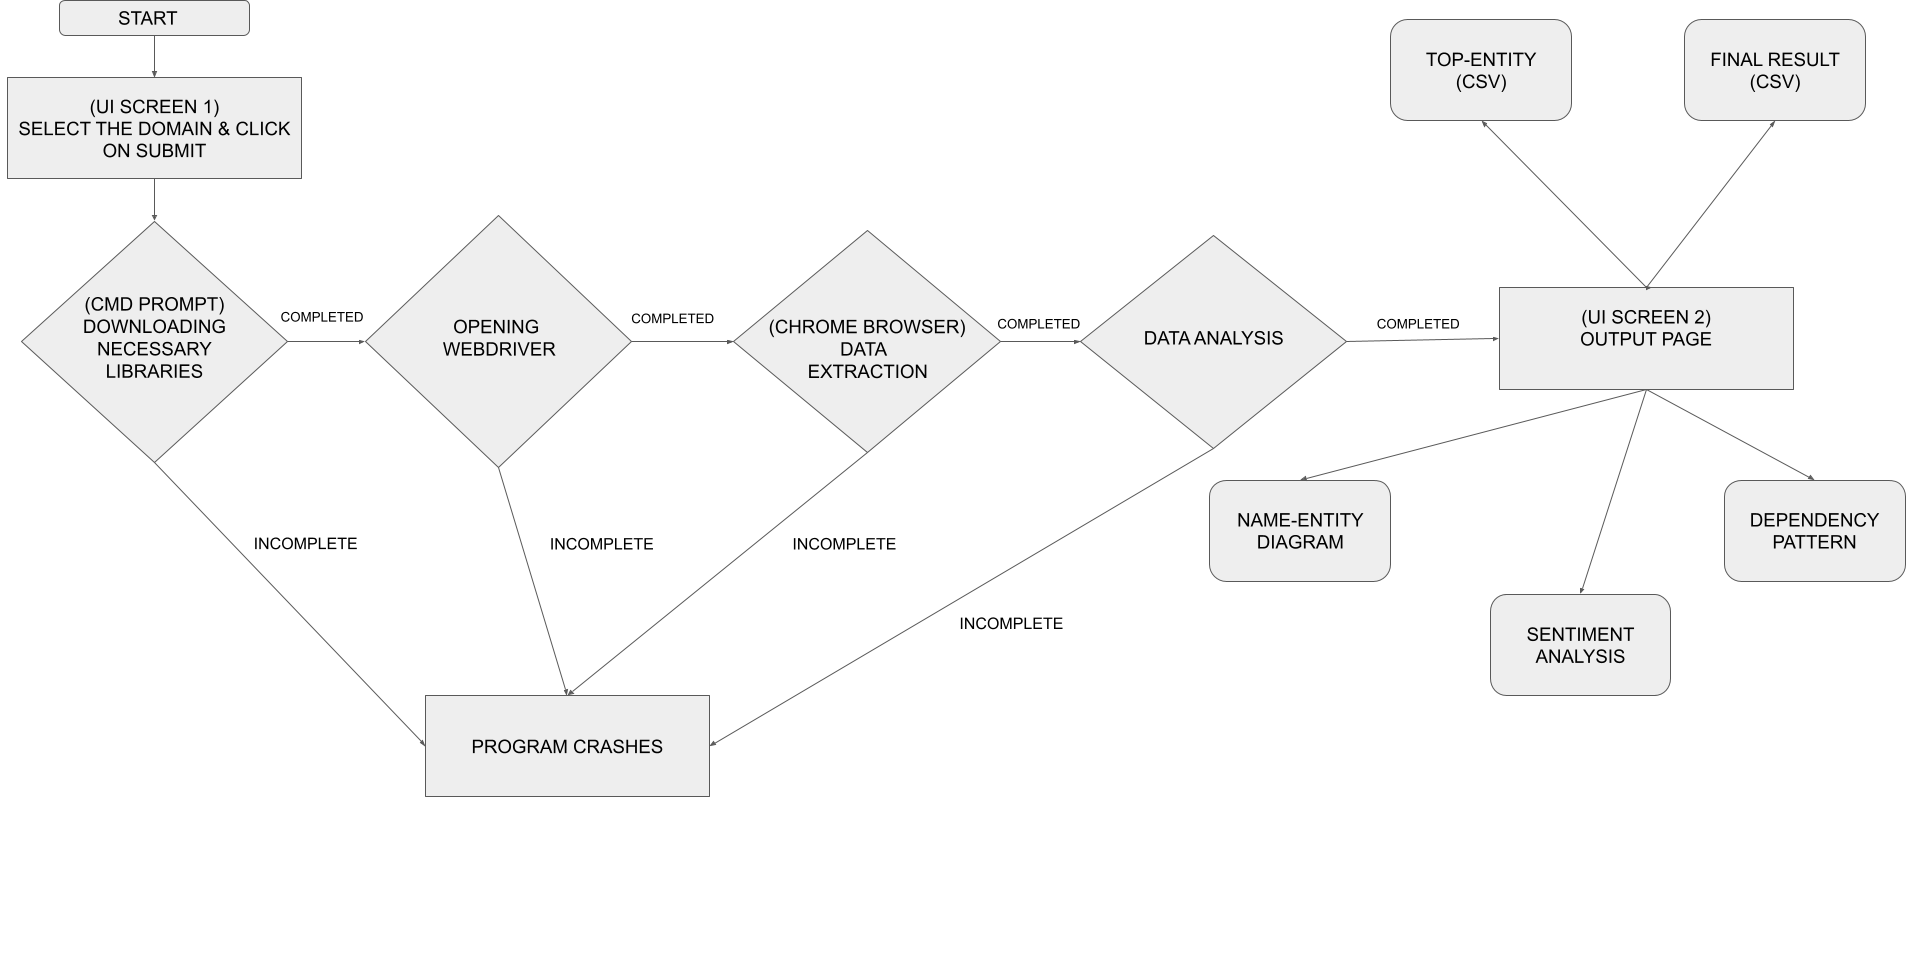 START
(UI SCREEN 1)
SELECT THE DOMAIN & CLICK
ON SUBMIT
(CMD PROMPT)
DOWNLOADING
NECESSARY
LIBRARIES
COMPLETED
OPENING
WEBDRIVER
COMPLETED
(CHROME BROWSER)
DATA
EXTRACTION
COMPLETED
DATA ANALYSIS
COMPLETED
(UI SCREEN 2)
OUTPUT PAGE
TOP-ENTITY
(CSV)
FINAL RESULT
(CSV)
NAME-ENTITY
DIAGRAM
SENTIMENT
ANALYSIS
DEPENDENCY
PATTERN
INCOMPLETE
INCOMPLETE
INCOMPLETE
INCOMPLETE
PROGRAM CRASHES